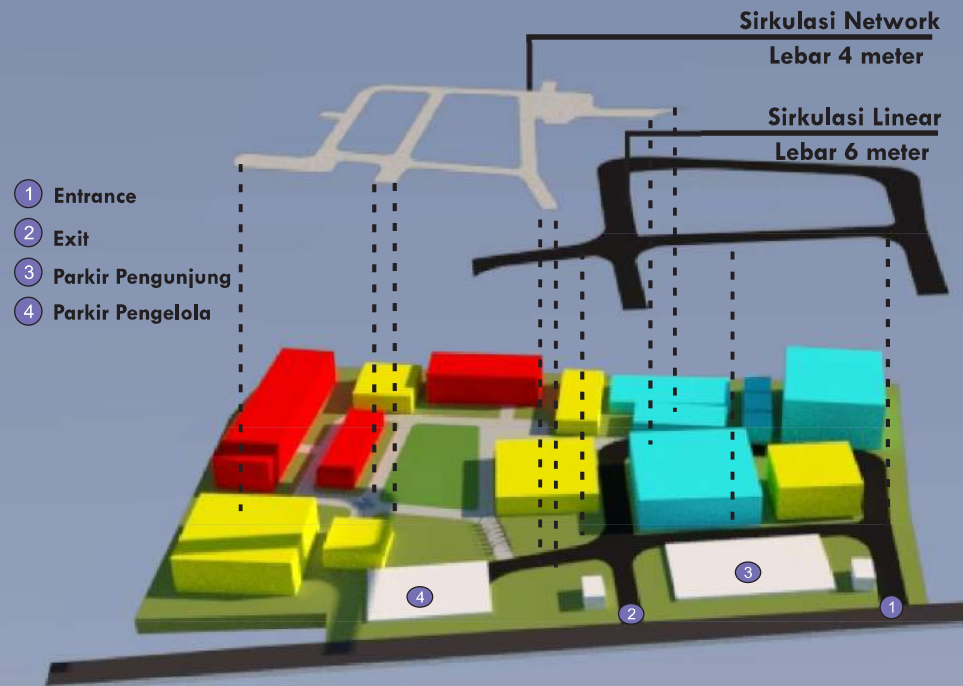 Sirkulasi Network
Lebar 4 meter
Sirkulasi Linear
Lebar 6 meter
1 Entrance
2 Exit
3 Parkir Pengunjung
4 Parkir Pengelola
3
4
1
2